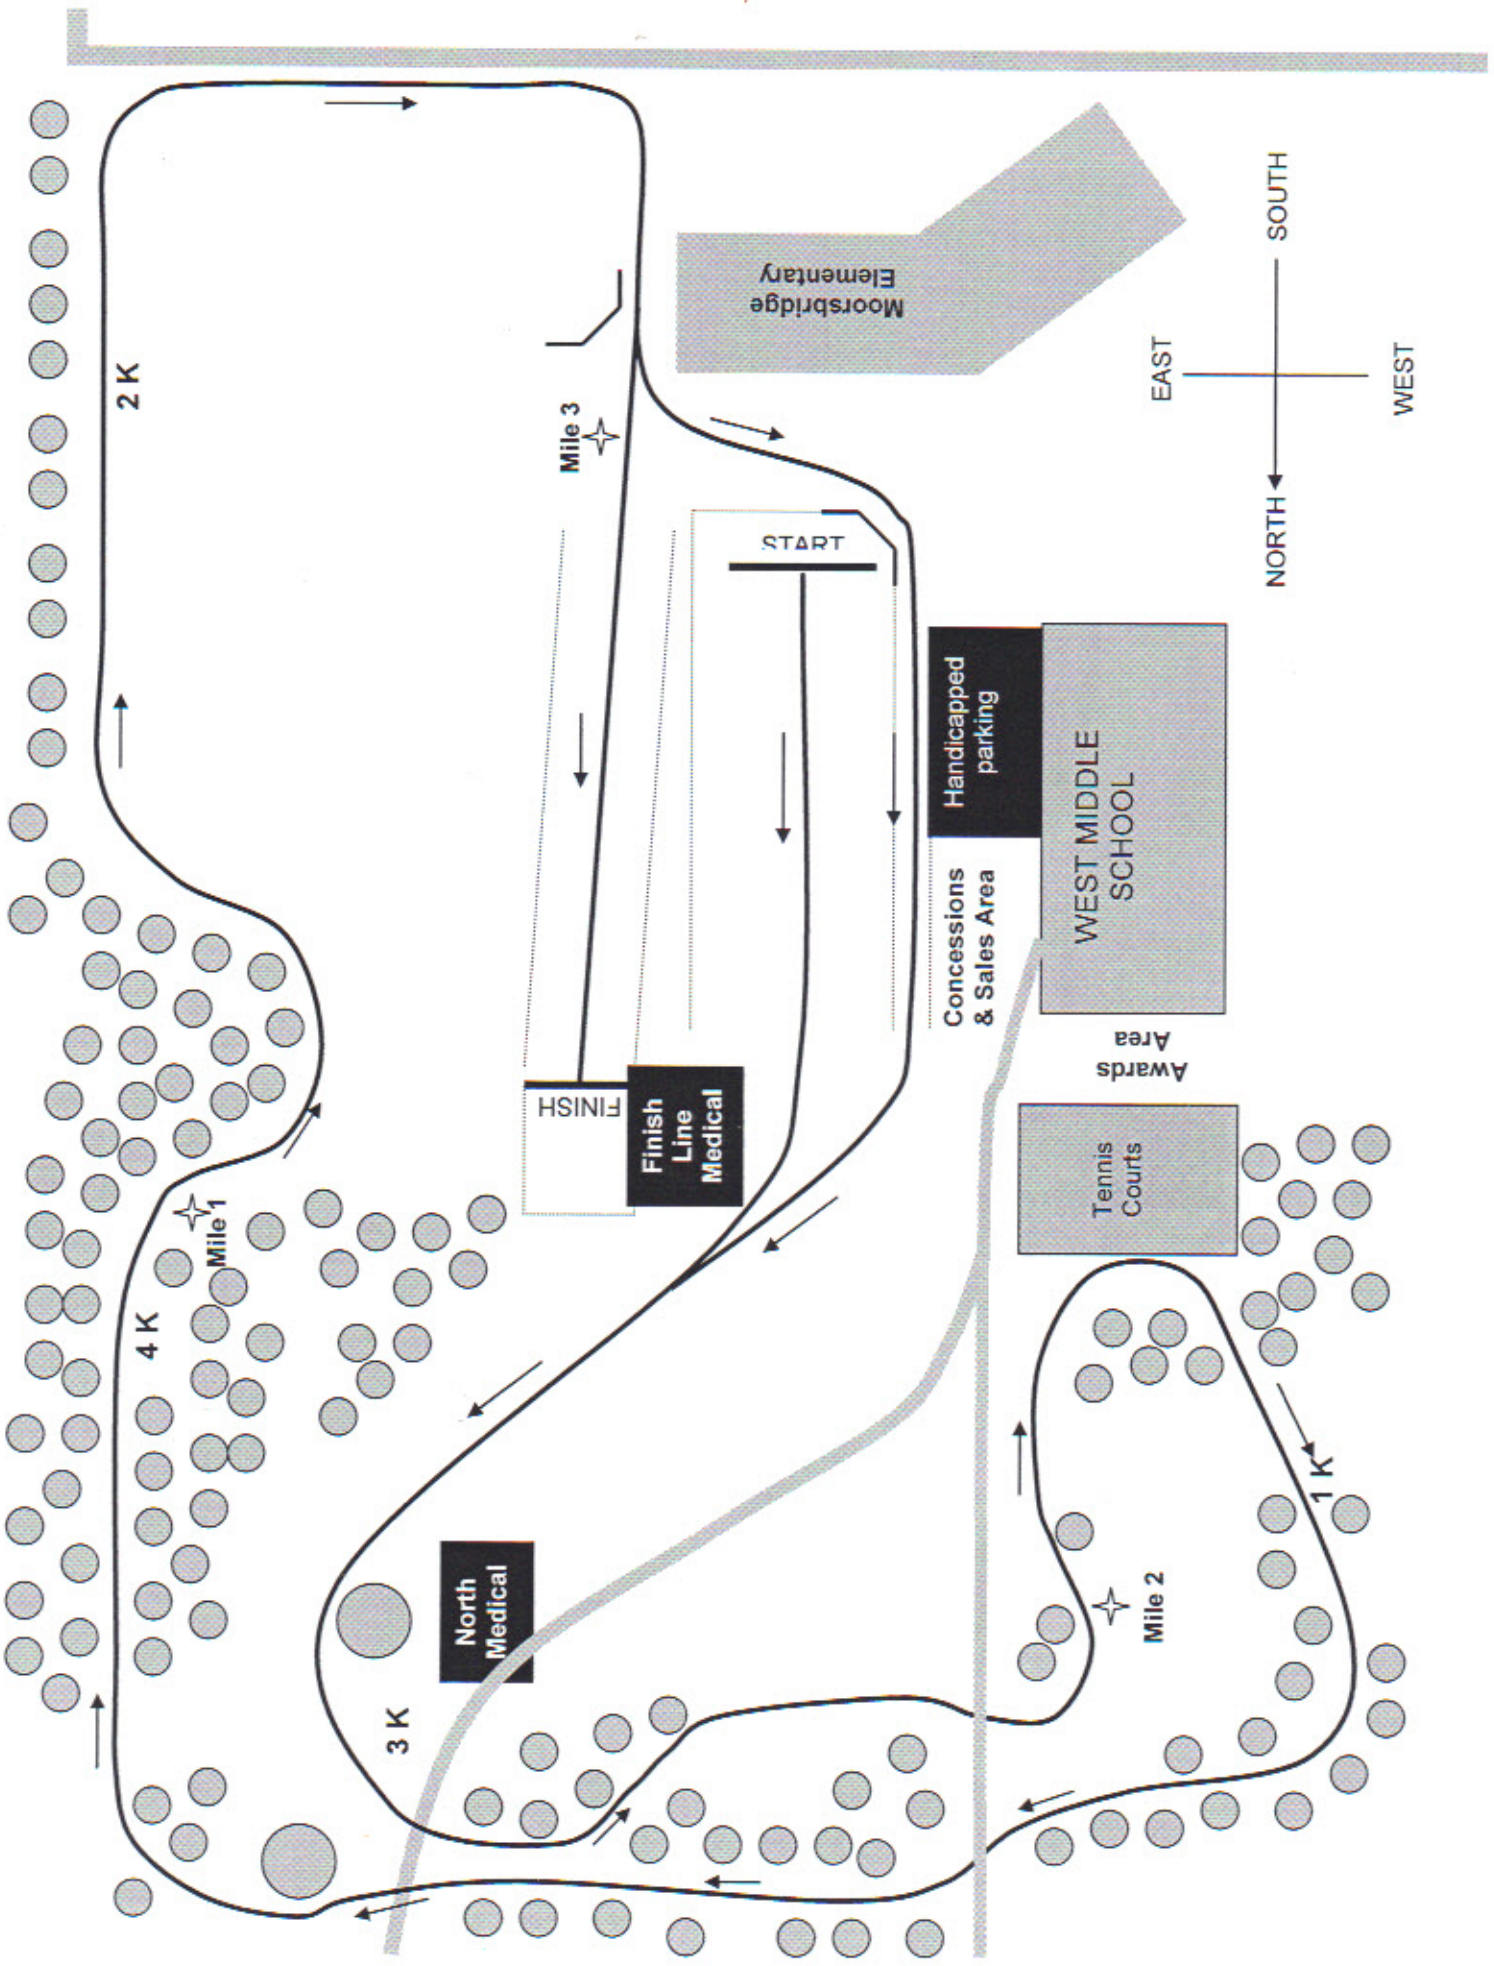 2 K
Mile 3
START
Moorsbridge
Elementary
SOUTH
EAST
WEST
NORTH
Handicapped
parking
WEST MIDDLE
SCHOOL
Concessions
& Sales Area
Awards
Area
FINISH
Finish
Line
Medical
Tennis
Courts
Mile 1
4 K
1 K
North
Medical
Mile 2
3 K